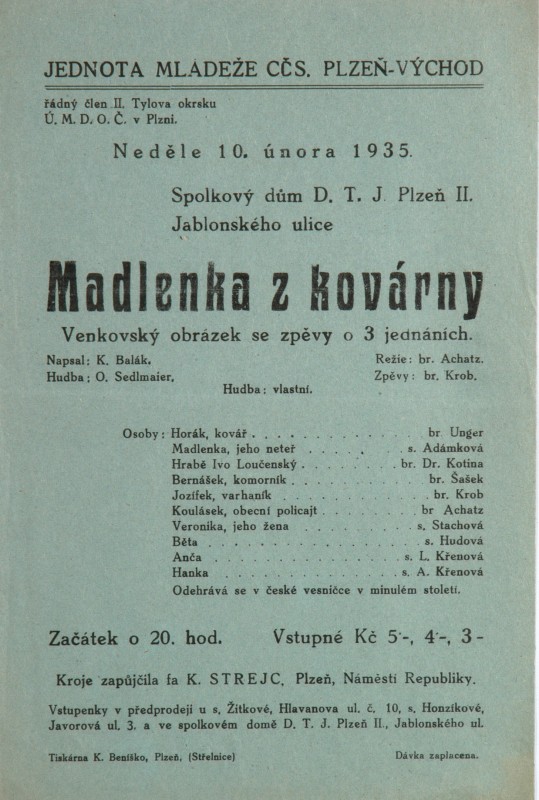 JEDNOTA MLÁDEŽE CČS. PLZEŇ-VÝCHOD
řádný člen II. Tylova okrsku
Ú. M. D. O. Č. v Plzni.
Neděle 10. února 1935.
Spolkový dům D. T. J. Plzeň II.
Jablonského ulice
Madlenka z kovárny
Venkovský obrázek se zpěvy o 3 jednáních.
Napsal: K. Balák. Režie: br. Achatz.
Hudba: O. Sedlmaier. Zpěvy: br. Krob.
Hudba: vlastní.
Osoby: Horák, kovář . . . . . . . . . . . . br Unger
Madlenka, jeho neteř . . . . . s. Adámková
Hrabě Ivo Loučenský . . . . . . . . br. Dr. Kotina
Bernášek, komorník . . . . . . . . . . br. Šašek
Jozífek, varhaník . . . . . . . . . . . br. Krob
Koulásek, obecní policajt . . . . . . . . br Achatz
Veronika, jeho žena . . . . . . . . s. Stachová
Běta . . . . . . . . . . . . . . . s. Hudová
Anča . . . . . . . . . . . . . . s. L. Křenová
Hanka . . . . . . . . . . . . . s. A. Křenová
Odehrává se v české vesničce v minulém století.
Začátek o 20. hod. Vstupné Kč 5·-, 4·-, 3-
Kroje zapůjčila fa K. STREJC, Plzeň, Náměstí Republiky.
Vstupenky v předprodeji u s. Žitkové, Hlavanova ul. č. 10, s. Honzíkové,
Javorová ul. 3. a ve spolkovém domě D. T. J. Plzeň II., Jablonského ul.
Tiskárna K. Beníško, Plzeň, (Střelnice) Dávka zaplacena.